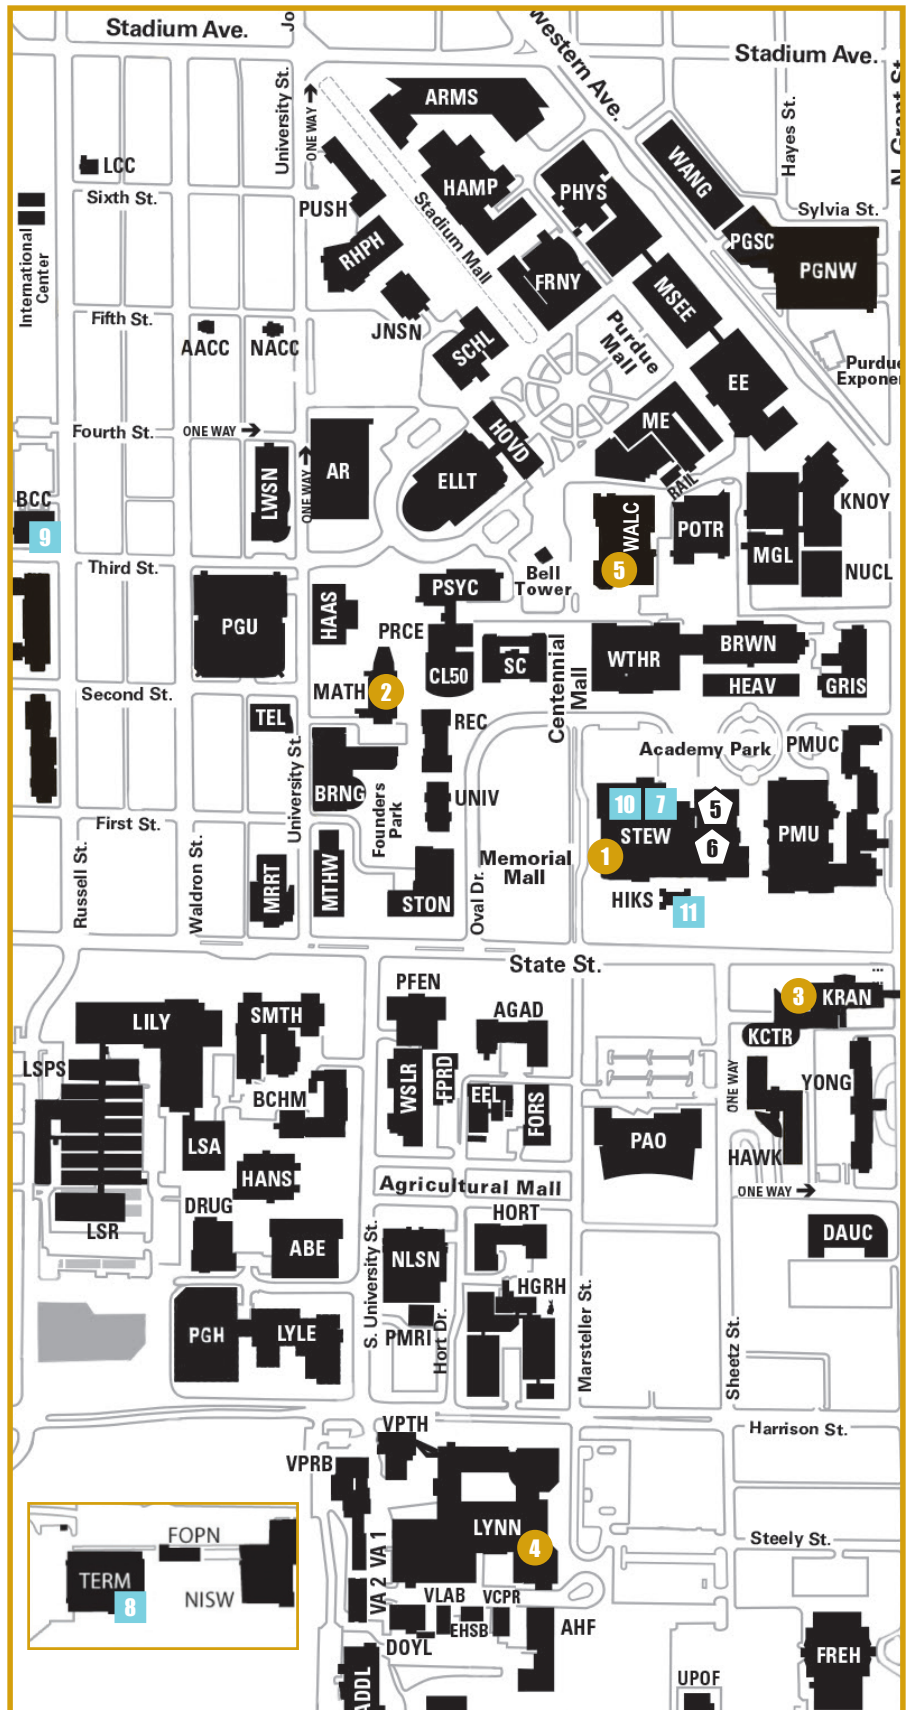 Stadium Ave.
Jo
Western Ave.
Stadium Ave.
N. Grant St.
University St.
ONE WAY
ARMS
Hayes St.
LCC
WANG
Sixth St.
HAMP
PHYS
PUSH
Stadium Mall
Sylvia St.
International
Center
RHPH
PGSC
PGNW
FRNY
MSEE
Fifth St.
JNSN
AACC
NACC
SCHL
Purdue
Mall
Purdue
Expone
EE
Fourth St.
ONE WAY
ME
HOVD
AR
ELLT
LWSN
ONE WAY
RAIL
BCC
9
WALC
5
POTR
KNOY
MGL
NUCL
Third St.
Bell
Tower
PSYC
HAAS
PGU
PRCE
CL50
SC
Centennial
Mall
WTHR
BRWN
HEAV
GRIS
Second St.
MATH
2
TEL
REC
Academy Park
PMUC
University St.
BRNG
Founders
Park
UNIV
10
7
5
STEW
6
PMU
First St.
1
Memorial
Mall
Russell St.
Waldron St.
MRRT
MTHW
STON
Oval Dr.
HIKS
11
State St.
PFEN
3
KRAN
...
AGAD
LILY
SMTH
KCTR
LSPS
WSLR
FPRD
EEL
FORS
BCHM
ONE WAY
YONG
LSA
PAO
HAWK
HANS
Agricultural Mall
ONE WAY
DRUG
HORT
LSR
ABE
S. University St.
NLSN
DAUC
HGRH
PGH
LYLE
PMRI
Hort Dr.
Marsteller St.
Sheetz St.
VPTH
Harrison St.
VPRB
LYNN
4
VA 1
Steely St.
FOPN
TERM
8
NISW
VA 2
VLAB
VCPR
EHSB
DOYL
AHF
ADDL
UPOF
FREH